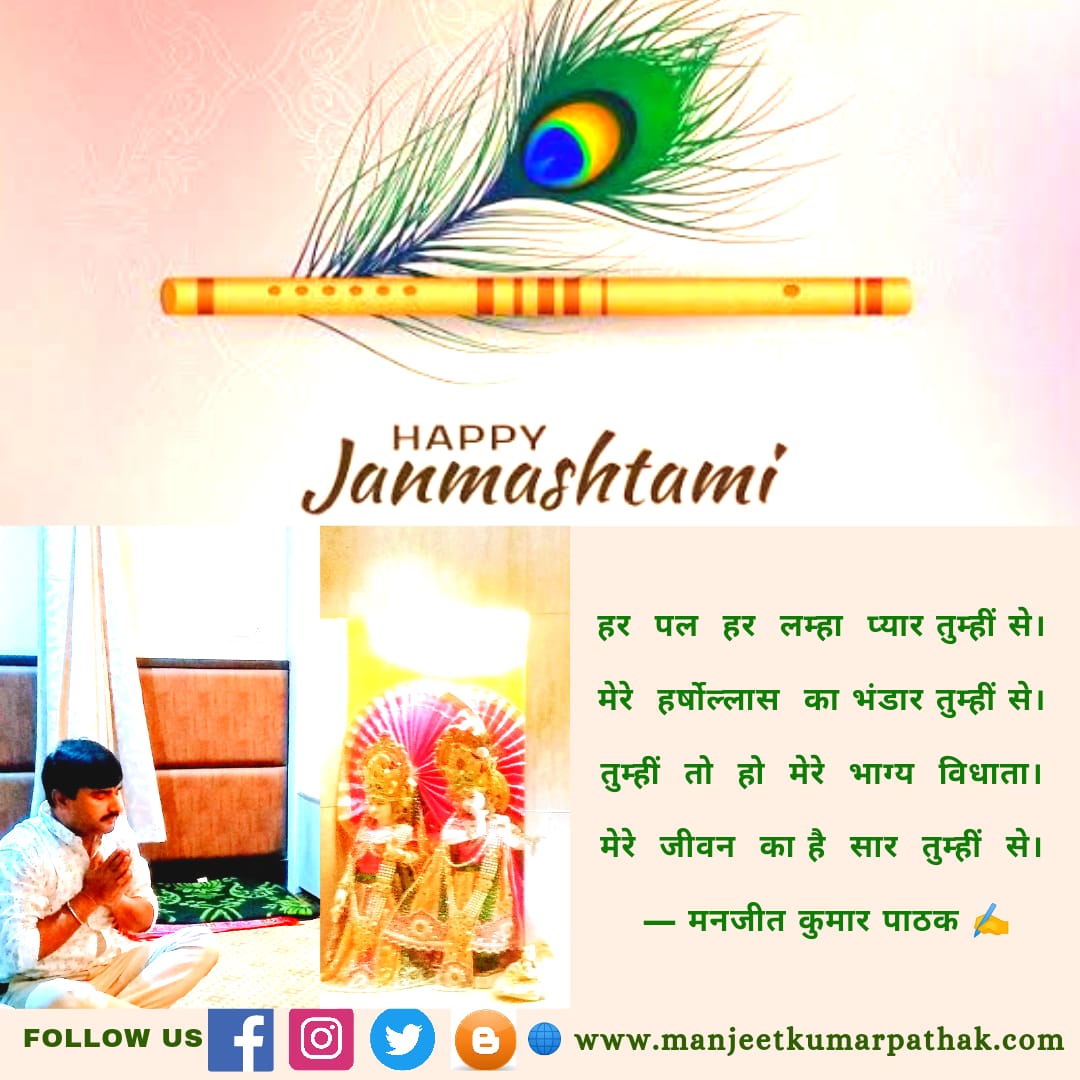 HAPPY
Janmashtami
हर पल हर लम्हा प्यार तुम्हीं से।
मेरे हर्षोल्लास का भंडार तुम्हीं से।
तुम्हीं तो हो मेरे भाग्य विधाता।
मेरे जीवन का है सार तुम्हीं से।
— मनजीत कुमार पाठक ✍️
FOLLOW US www.manjeetkumarpathak.com